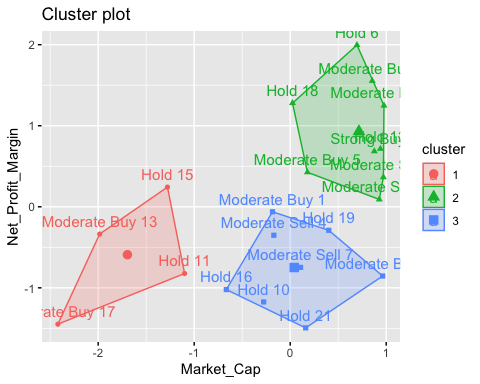 Cluster plot
Hold 6
Moderate Bu
Hold 18
Moderate
Strong Bu
Moderate Buy 5
Moderate S
Moderate S
Hold 15
Moderate Buy 1
Moderate Buy 13
Hold 19
Moderate Sell 4
Hold 11
Moderate Sell 7
Moderate B
Hold 16
Hold 10
rate Buy 17
Hold 21
2
1
0
-1
-2
-1
0
1
Net_Profit_Margin
Market_Cap
cluster
1
2
3